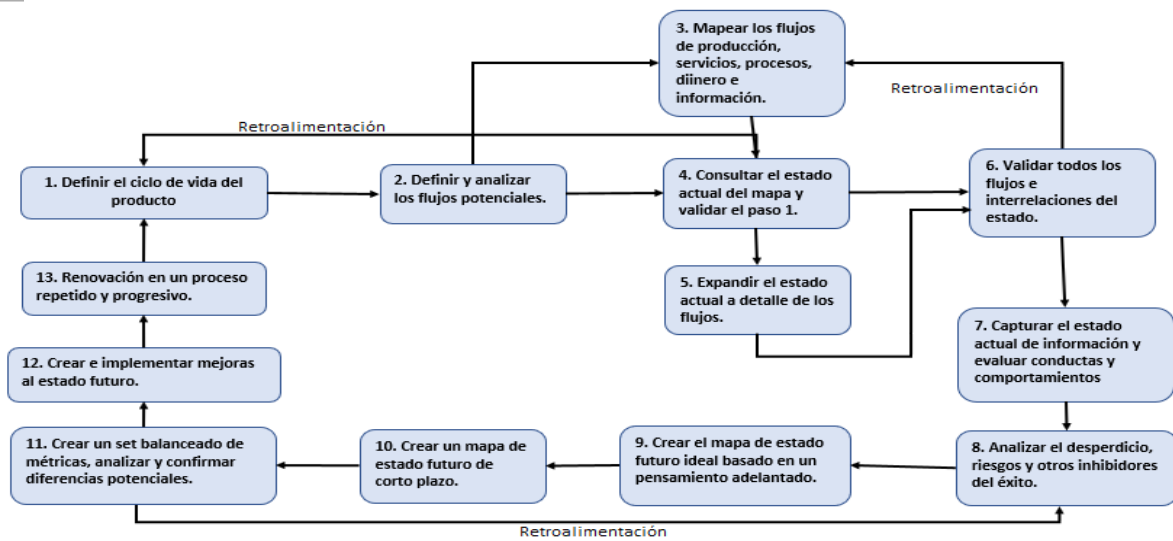 3. Mapear los flujos
de producción,
servicios, procesos,
diinero e
información.
Retroalimentación
Retroalimentación
1. Definir el ciclo de vida del
producto
2. Definir y analizar
los flujos potenciales.
4. Consultar el estado
actual del mapa y
validar el paso 1.
6. Validar todos los
flujos e
interrelaciones del
estado.
13. Renovación en un proceso
repetido y progresivo.
5. Expandir el estado
actual a detalle de los
flujos.
7. Capturar el estado
actual de información y
evaluar conductas y
comportamientos
12. Crear e implementar mejoras
al estado futuro.
11. Crear un set balanceado de
métricas, analizar y confirmar
diferencias potenciales.
10. Crear un mapa de
estado futuro de
corto plazo.
9. Crear el mapa de estado
futuro ideal basado en un
pensamiento adelantado.
8. Analizar el desperdicio,
riesgos y otros inhibidores
del éxito.
Retroalimentación